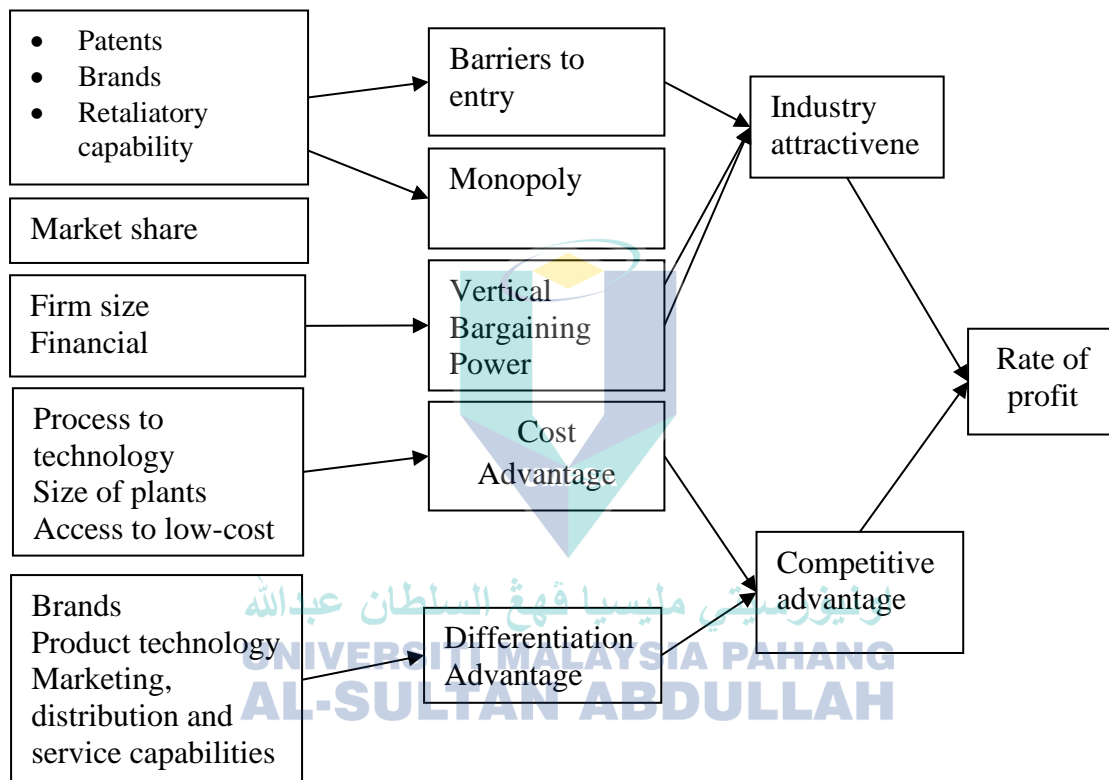 • Patents
• Brands
• Retaliatory
capability
Market share
Firm size
Financial
Process to
technology
Size of plants
Access to low-cost
Brands
Product technology
Marketing,
distribution and
service capabilities
Barriers to
entry
Monopoly
Vertical
Bargaining
Power
Cost
Advantage
Differentiation
Advantage
Industry
attractivene
Competitive
advantage
Rate of
profit
اونيۏرسيتي مليسيا ڤهڠ السلطان عبدالله
UNIVERSITI MALAYSIA PAHANG
AL-SULTAN ABDULLAH